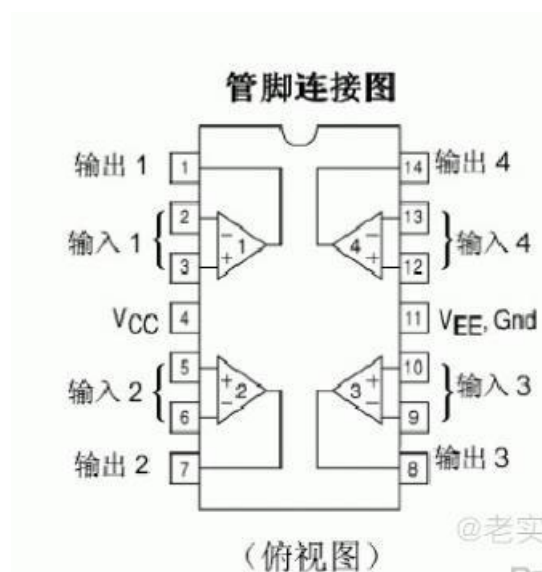 管脚连接图
输出 1 1 14 输出 4
2 13
输入 1 - 1 + 4 - + 输入 4
3 12
VCC 4 11 VEE, Gnd
5 10
输入 2 + 2 - 3 + - 输入 3
6 9
输出 2 7 8 输出 3
(俯视图)
@老实